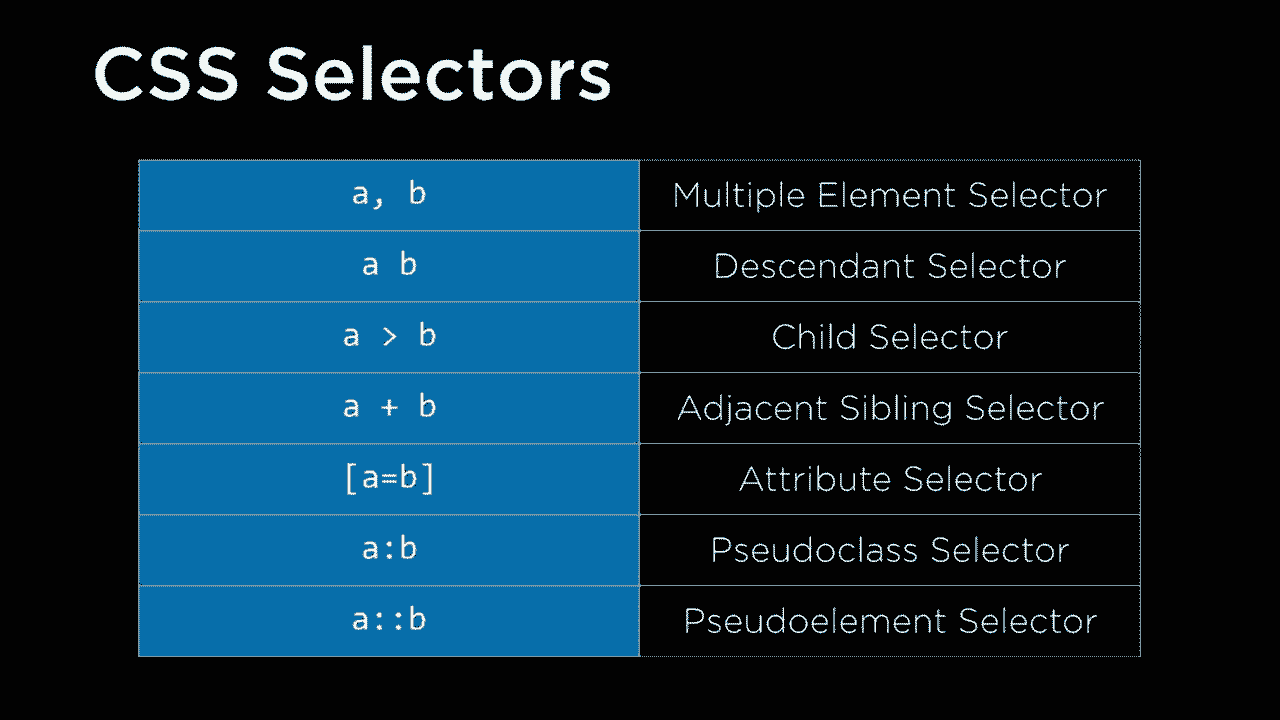 CSS Selectors
a, b Multiple Element Selector
a b Descendant Selector
a > b Child Selector
a + b Adjacent Sibling Selector
[a=b] Attribute Selector
a:b Pseudoclass Selector
a::b Pseudoelement Selector